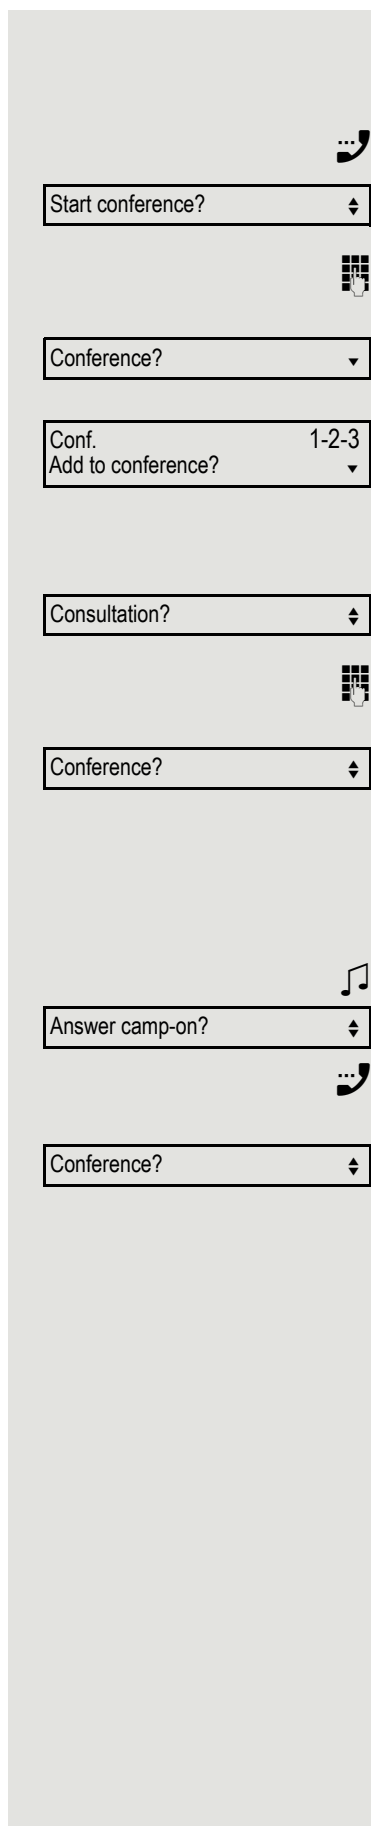 Start conference?
Conference?
Conf. 1-2-3
Add to conference?
Consultation?
Conference?
Answer camp-on?
Conference?